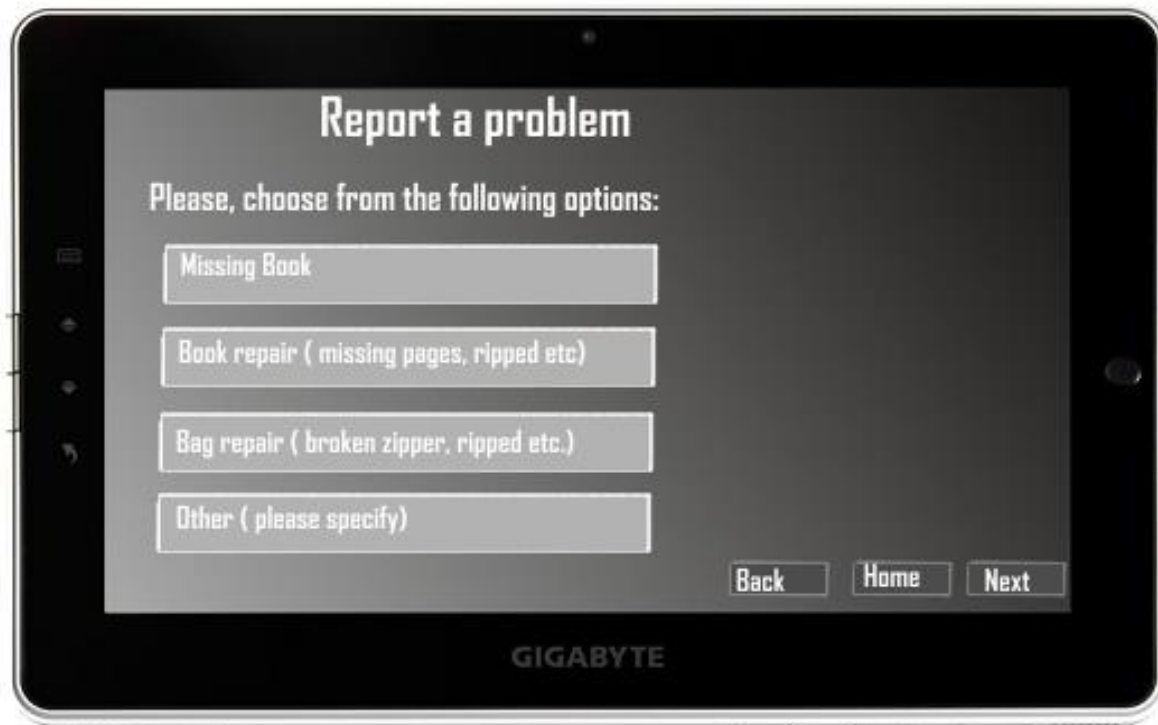 Report a problem
Please, choose from the following options:
Missing Book
Book repair ( missing pages, ripped etc)
Bag repair ( broken zipper, ripped etc.)
Other ( please specify)
Back Home Next
GIGABYTE